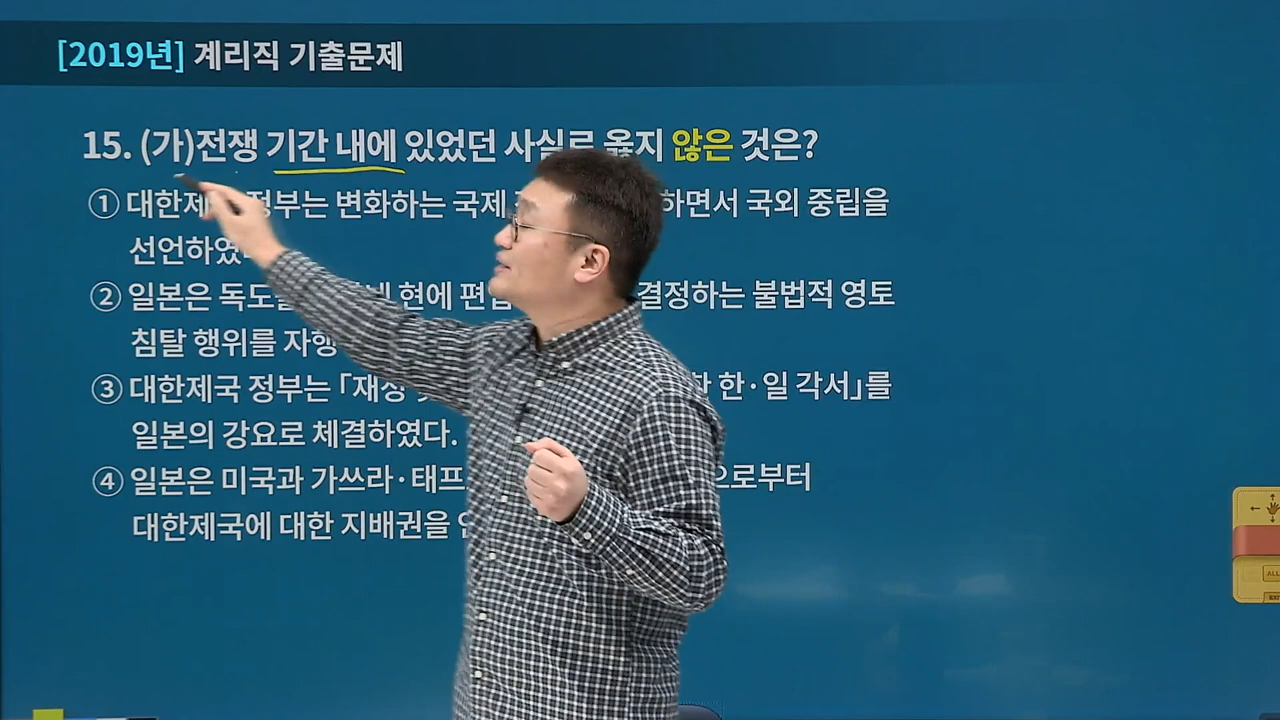 [2019년] 계리직 기출문제
15. (가)전쟁 기간 내에 있었던 사실로 옳지 않은 것은?
① 대한제 정부는 변화하는 국제 하면서 국외 중립을
선언하였
② 일본은 독도를 현에 편입 결정하는 불법적 영토
침탈 행위를 자행
③ 대한제국 정부는 「재정 한·일 각서」를
일본의 강요로 체결하였다.
④ 일본은 미국과 가쓰라·태프 으로부터
대한제국에 대한 지배권을
ALL